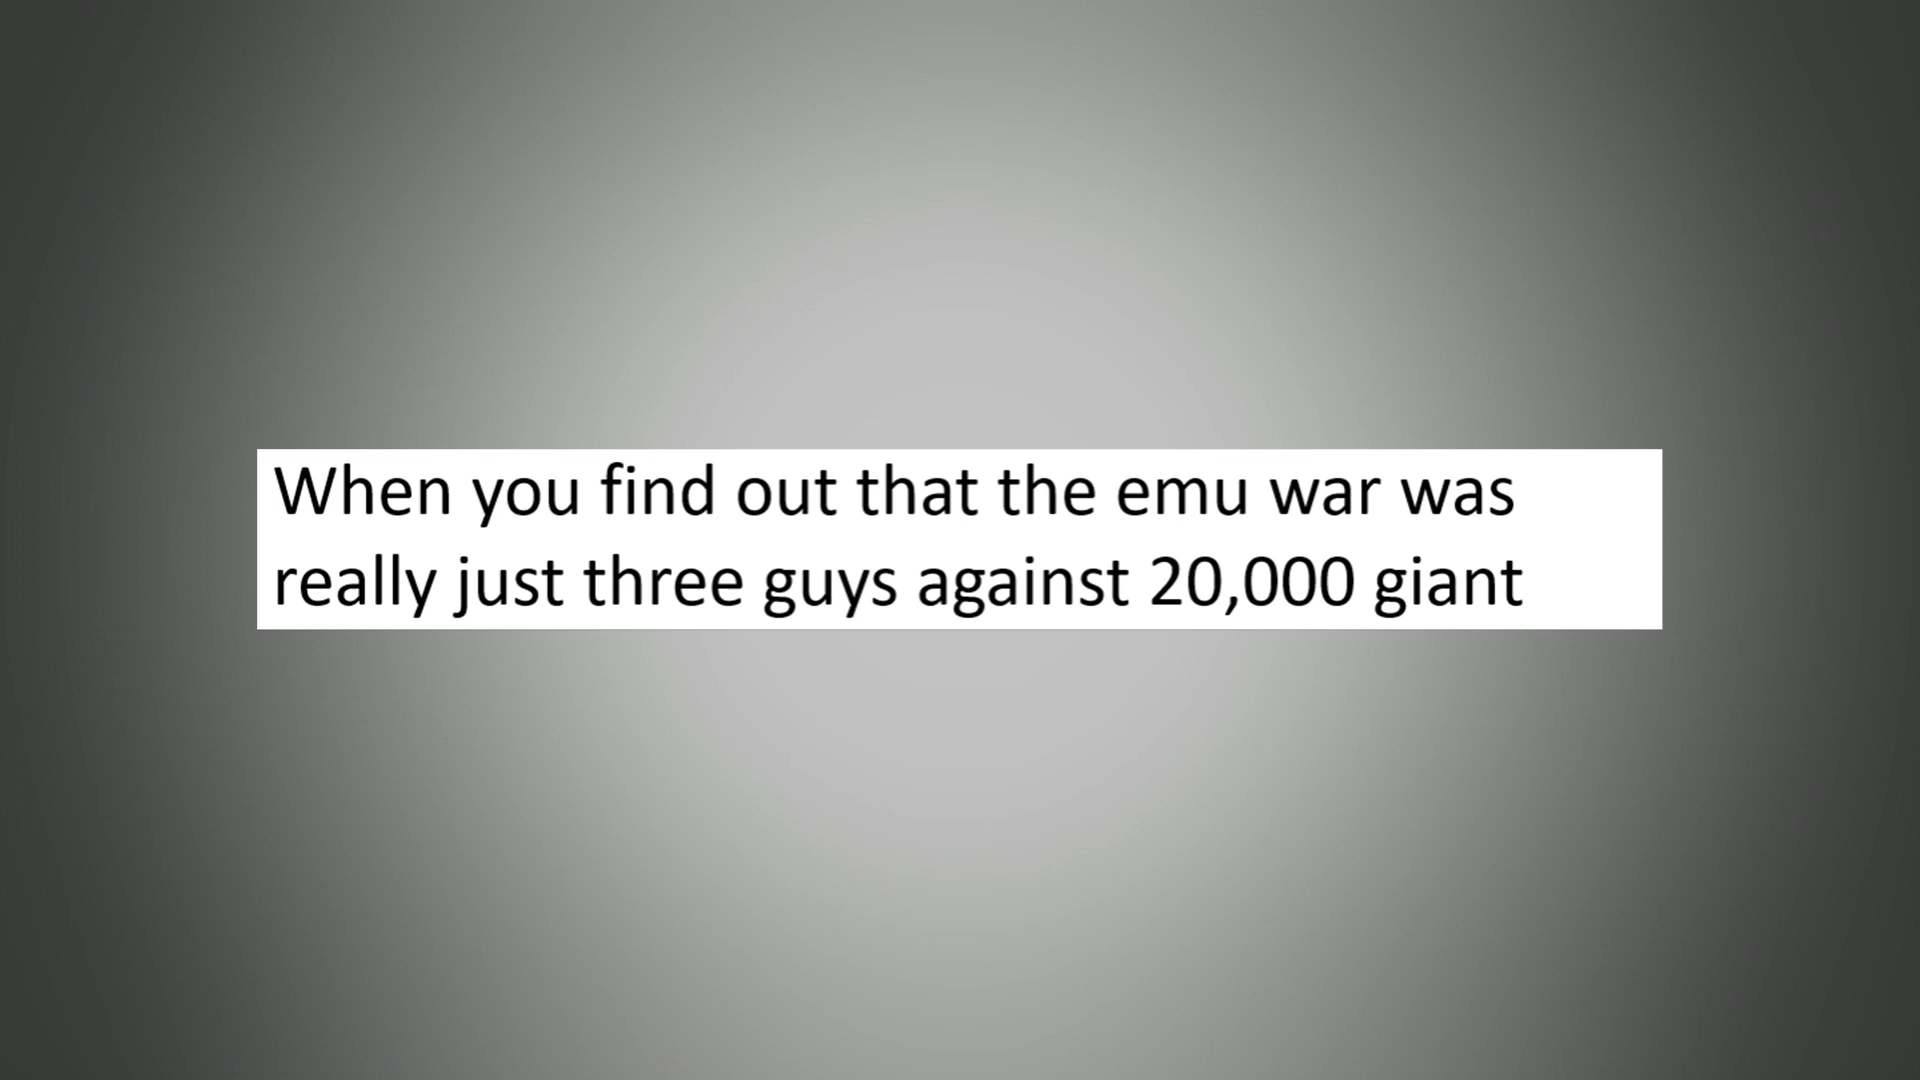 When you find out that the emu war was
really just three guys against 20,000 giant